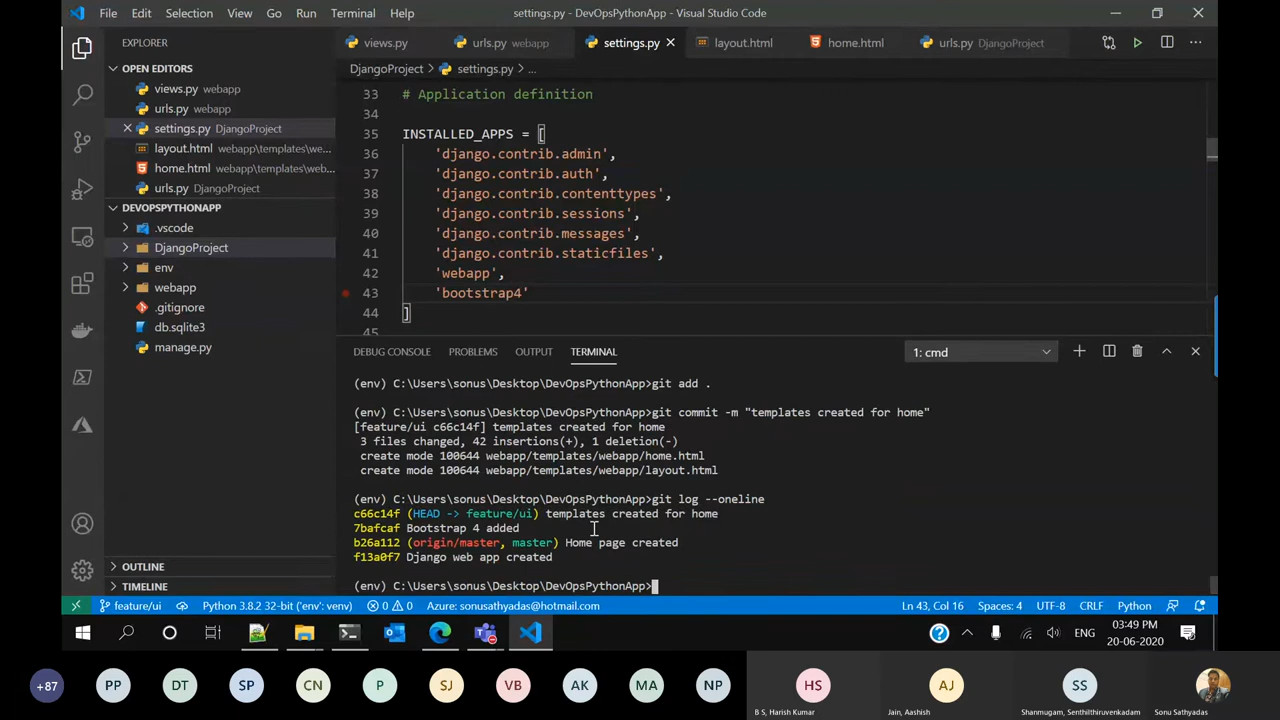 File Edit Selection View Go Run Terminal Help settings.py - DevOpsPythonApp - Visual Studio Code
EXPLORER
views.py urls.py webapp settings.py layout.html home.html urls.py DjangoProject
OPEN EDITORS
views.py webapp
urls.py webapp
settings.py DjangoProject
layout.html webapp\templates\we...
home.html webapp\templates\web...
urls.py DjangoProject
DEVOPSPYTHONAPP
.vscode
DjangoProject
env
webapp
.gitignore
db.sqlite3
manage.py
OUTLINE
TIMELINE
DjangoProject > settings.py > ...
33 # Application definition
34
35 INSTALLED_APPS = [
36 'django.contrib.admin',
37 'django.contrib.auth',
38 'django.contrib.contenttypes',
39 'django.contrib.sessions',
40 'django.contrib.messages',
41 'django.contrib.staticfiles',
42 'webapp',
43 'bootstrap4'
44 ]
45
DEBUG CONSOLE PROBLEMS OUTPUT TERMINAL 1: cmd
(env) C:\Users\sonus\Desktop\DevOpsPythonApp>git add .
(env) C:\Users\sonus\Desktop\DevOpsPythonApp>git commit -m "templates created for home"
[feature/ui c66c14f] templates created for home
3 files changed, 42 insertions(+), 1 deletion(-)
create mode 100644 webapp/templates/webapp/home.html
create mode 100644 webapp/templates/webapp/layout.html
(env) C:\Users\sonus\Desktop\DevOpsPythonApp>git log --oneline
c66c14f (HEAD -> feature/ui) templates created for home
7bafcaf Bootstrap 4 added
b26a112 (origin/master, master) Home page created
f13a0f7 Django web app created
(env) C:\Users\sonus\Desktop\DevOpsPythonApp>
feature/ui Python 3.8.2 32-bit ('env': venv) 0 0 Azure: sonusathyadas@hotmail.com Ln 43, Col 16 Spaces: 4 UTF-8 CRLF Python
ENG 03:49 PM
20-06-2020
+87 PP DT SP CN P SJ VB AK MA NP HS AJ SS
B S, Harish Kumar Jain, Aashish Shanmugam, Senthilthiruvenkadam Sonu Sathyadas